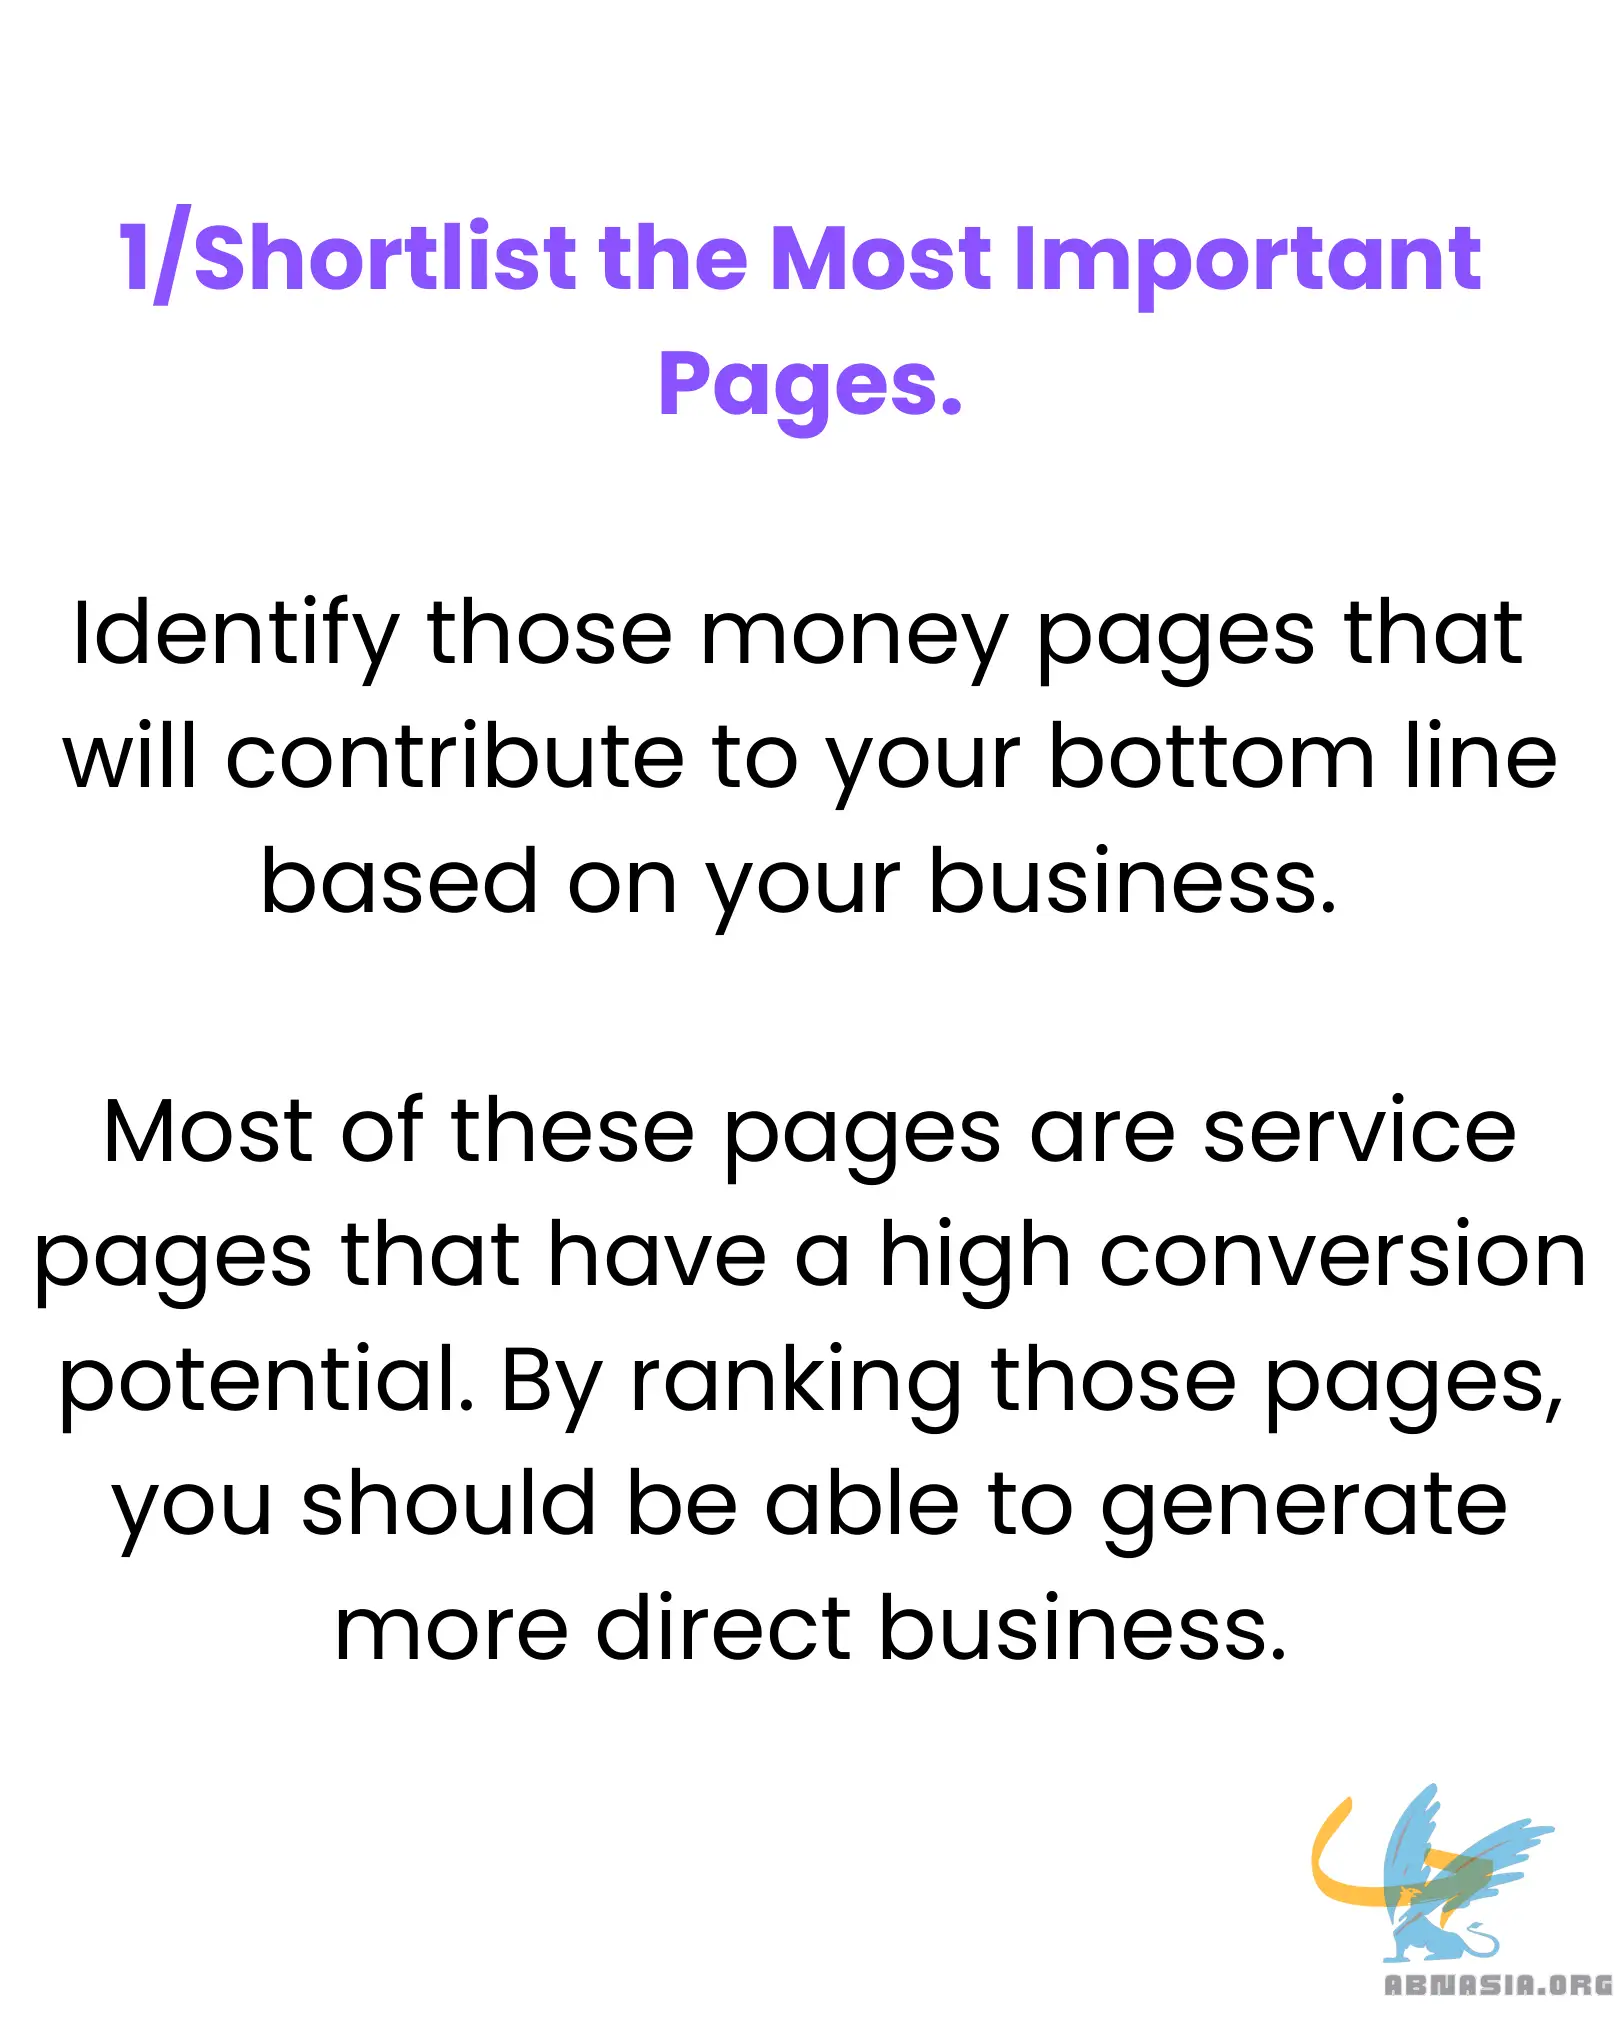 1/Shortlist the Most Important
Pages.
Identify those money pages that
will contribute to your bottom line
based on your business.
Most of these pages are service
pages that have a high conversion
potential. By ranking those pages,
you should be able to generate
more direct business.
ABNASIA.ORG